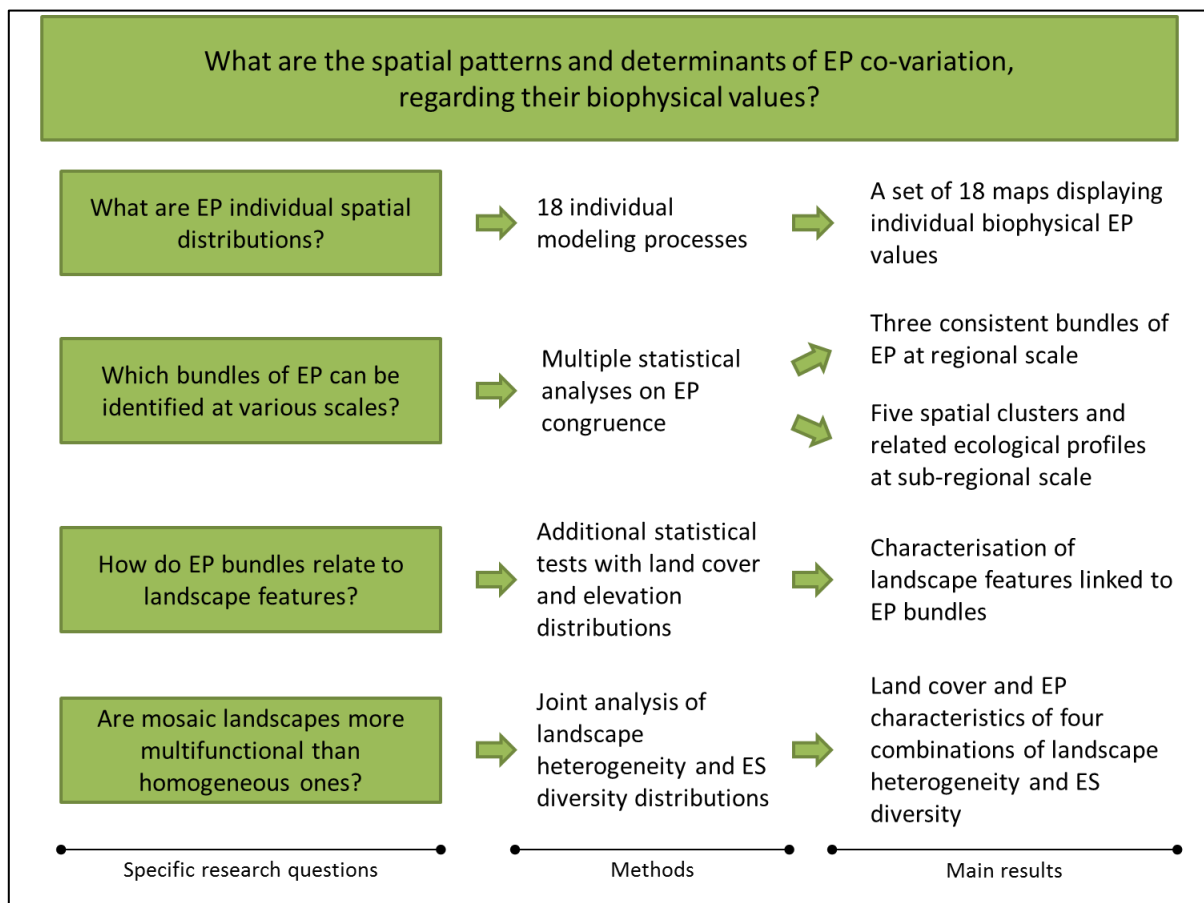 What are the spatial patterns and determinants of EP co-variation,
regarding their biophysical values?
What are EP individual spatial
distributions?
18 individual
modeling processes
A set of 18 maps displaying
individual biophysical EP
values
Which bundles of EP can be
identified at various scales?
Multiple statistical
analyses on EP
congruence
Three consistent bundles of
EP at regional scale
Five spatial clusters and
related ecological profiles
at sub-regional scale
How do EP bundles relate to
landscape features?
Additional statistical
tests with land cover
and elevation
distributions
Characterisation of
landscape features linked to
EP bundles
Are mosaic landscapes more
multifunctional than
homogeneous ones?
Joint analysis of
landscape
heterogeneity and ES
diversity distributions
Land cover and EP
characteristics of four
combinations of landscape
heterogeneity and ES
diversity
Specific research questions
Methods
Main results